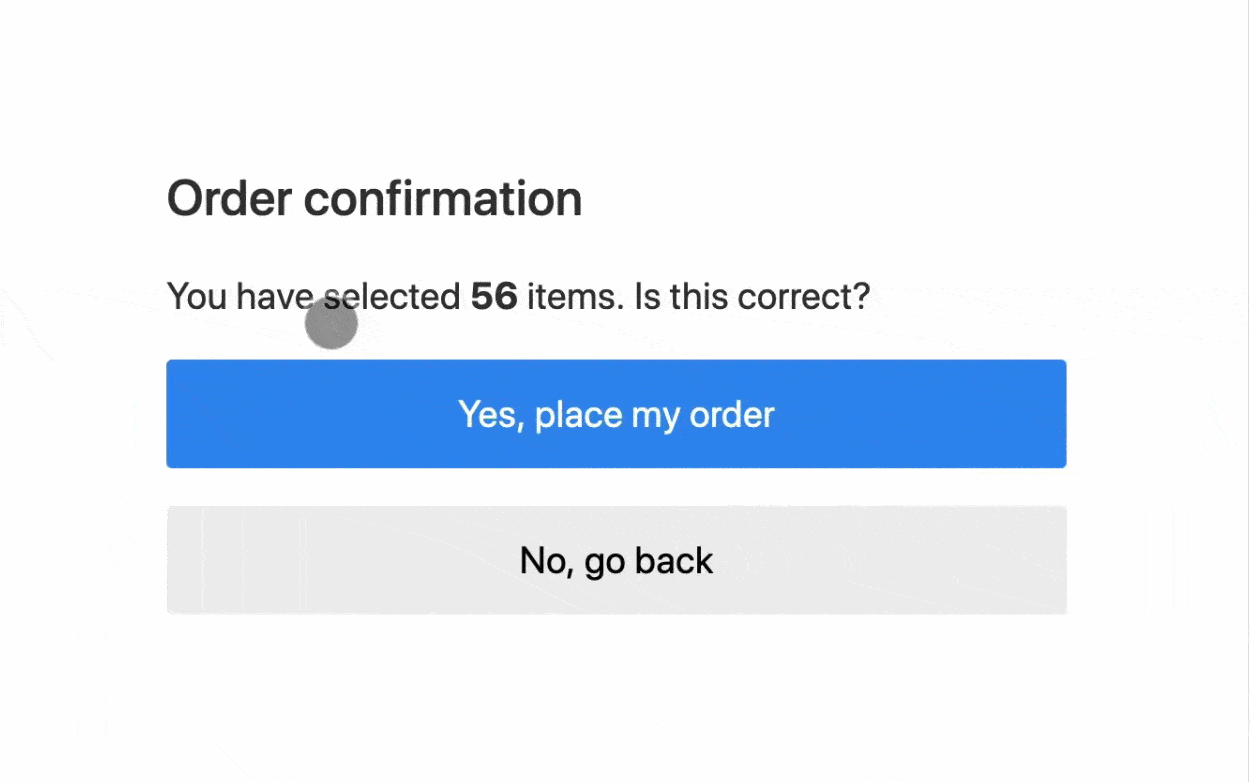 Order confirmation
You have selected 56 items. Is this correct?
Yes, place my order
No, go back